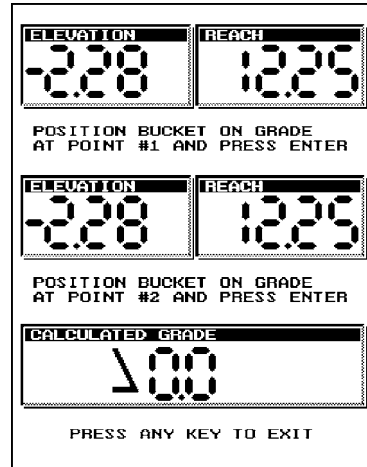 ELEVATION REACH
-2.28 12.25
POSITION BUCKET ON GRADE
AT POINT #1 AND PRESS ENTER
ELEVATION REACH
-2.28 12.25
POSITION BUCKET ON GRADE
AT POINT #2 AND PRESS ENTER
CALCULATED GRADE
0.0
PRESS ANY KEY TO EXIT